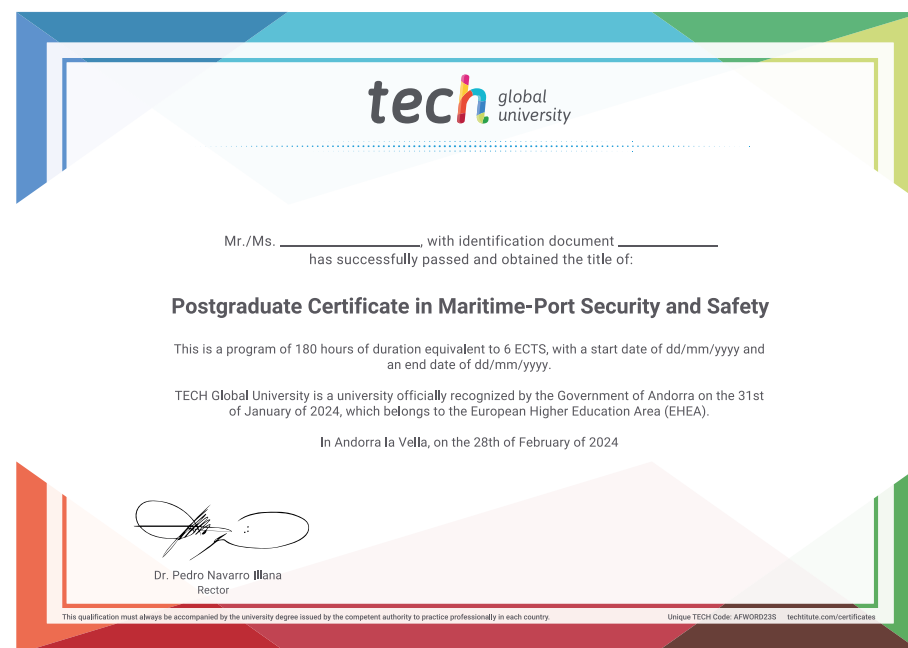 tech global university
Mr./Ms. ____________________, with identification document ______________
has successfully passed and obtained the title of:
Postgraduate Certificate in Maritime-Port Security and Safety
This is a program of 180 hours of duration equivalent to 6 ECTS, with a start date of dd/mm/yyyy and
an end date of dd/mm/yyyy.
TECH Global University is a university officially recognized by the Government of Andorra on the 31st
of January of 2024, which belongs to the European Higher Education Area (EHEA).
In Andorra la Vella, on the 28th of February of 2024
Dr. Pedro Navarro Illana
Rector
This qualification must always be accompanied by the university degree issued by the competent authority to practice professionally in each country.
Unique TECH Code: AFWORD23S techtitute.com/certificates